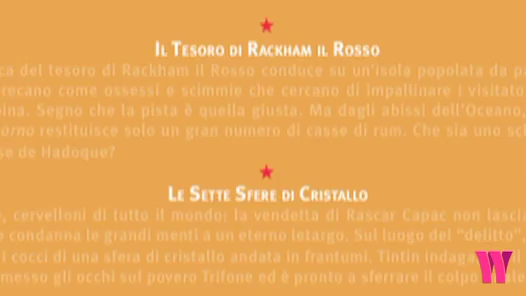 Il Tesoro di Rackham il Rosso
ca del tesoro di Rackham il Rosso conduce su un'isola popolata da pa
recano come ossessi e scimmie che cercano di impallinare i visitato
ina. Segno che la pista è quella giusta. Ma dagli abissi dell'Oceano,
orno restituisce solo un gran numero di casse di rum. Che sia uno sc
se de Hadoque?
Le Sette Sfere di Cristallo
, cervelloni di tutto il mondo: la vendetta di Rascar Capac non lasci
e condanna le grandi menti a un eterno letargo. Sul luogo del "delitto",
i cocci di una sfera di cristallo andata in frantumi. Tintin indaga
messo gli occhi sul povero Trifone ed è pronto a sferrare il colpo
W